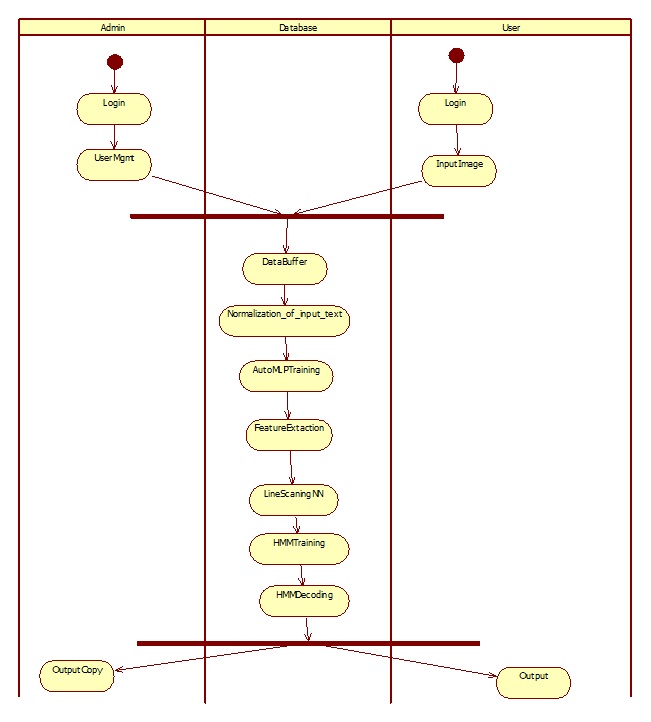 Admin
Database
User
Login
Login
UserMgmt
InputImage
DataBuffer
Normalization_of_input_text
AutoMLPTraining
FeatureExtaction
LineScaningNN
HMMTraining
HMMDecoding
OutputCopy
Output